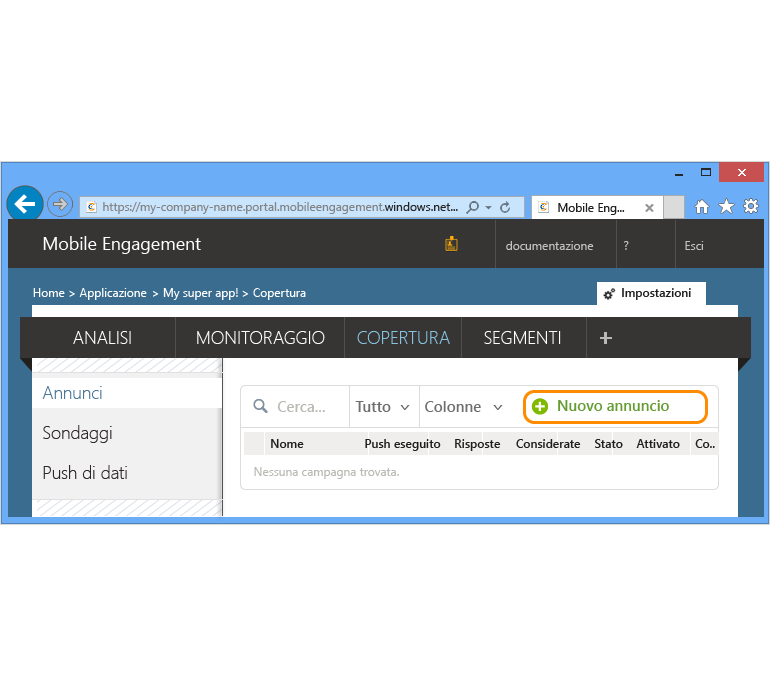 https://my-company-name.portal.mobileengagement.windows.net...
Mobile Eng...
Mobile Engagement
documentazione
?
Esci
Home > Applicazione > My super app! > Copertura
Impostazioni
ANALISI
MONITORAGGIO
COPERTURA
SEGMENTI
Annunci
Sondaggi
Push di dati
Cerca...
Tutto
Colonne
Nuovo annuncio
Nome Push eseguito Risposte Considerate Stato Attivato Co..
Nessuna campagna trovata.